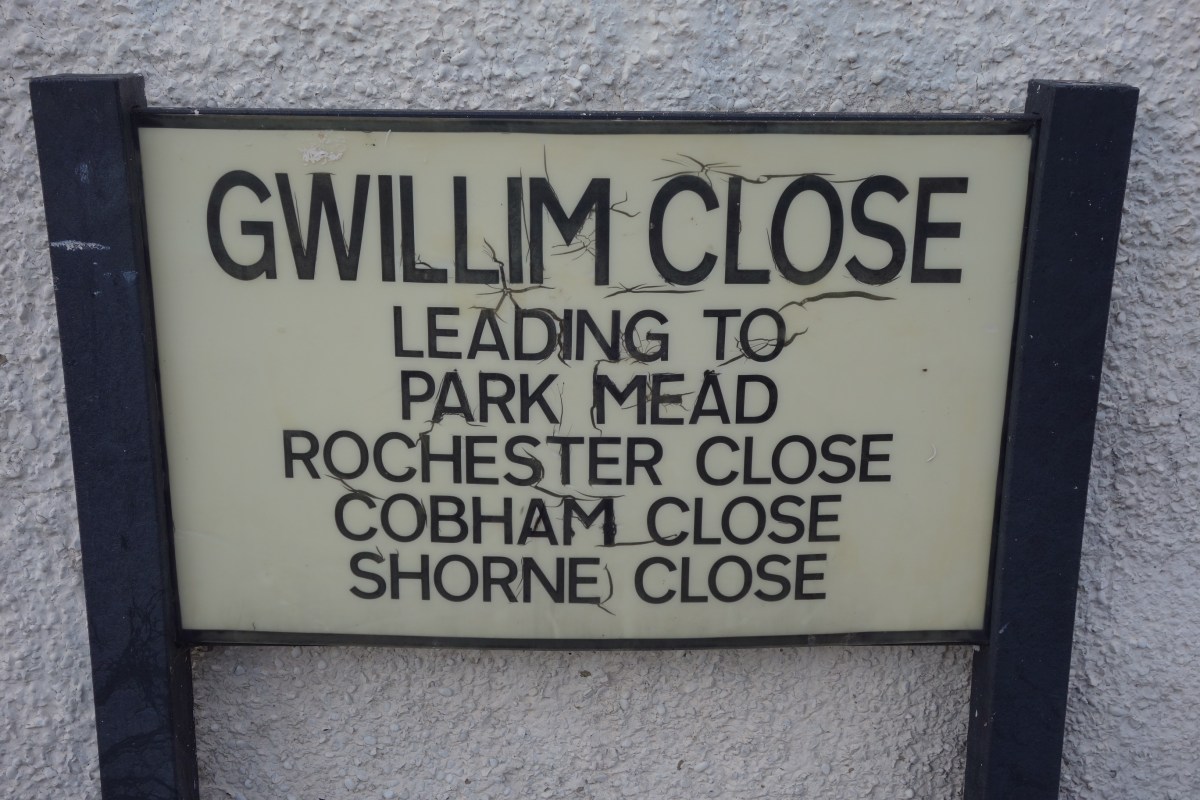 GWILLIM CLOSE
LEADING TO
PARK MEAD
ROCHESTER CLOSE
COBHAM CLOSE
SHORNE CLOSE